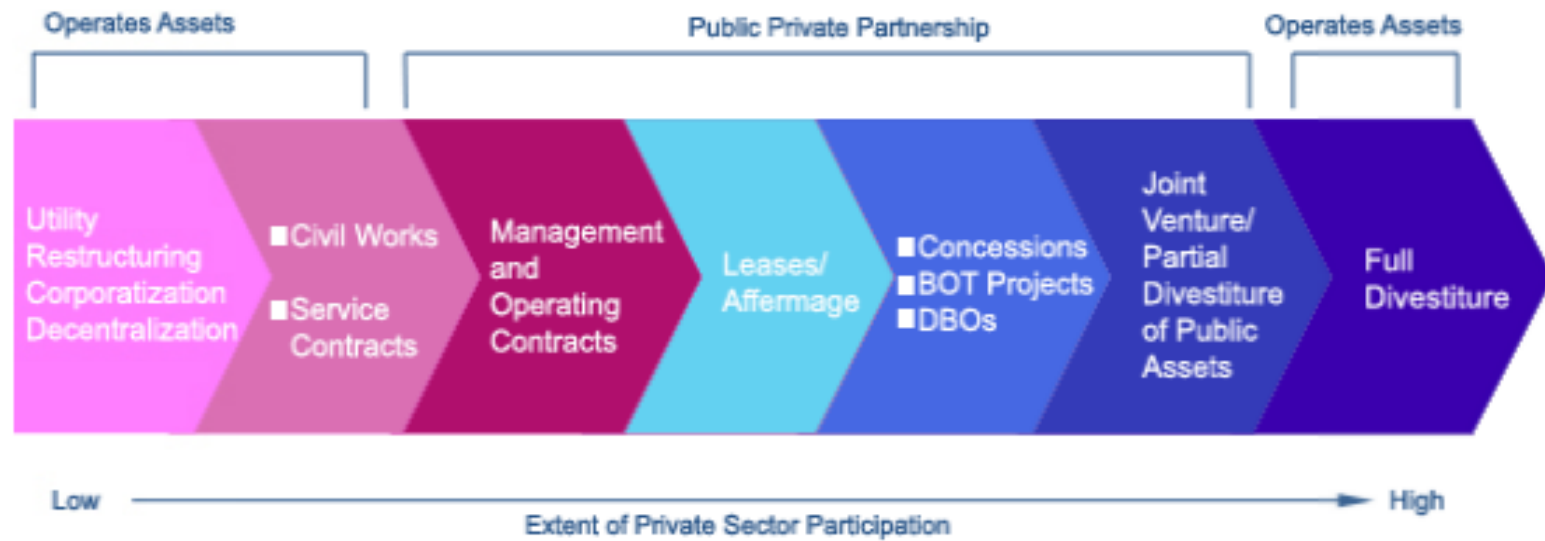 Operates Assets
Public Private Partnership
Operates Assets
Utility
Restructuring
Corporatization
Decentralization
Civil Works
Service
Contracts
Management
and
Operating
Contracts
Leases/
Affermage
Concessions
BOT Projects
DBOs
Joint
Venture/
Partial
Divestiture
of Public
Assets
Full
Divestiture
Low
High
Extent of Private Sector Participation